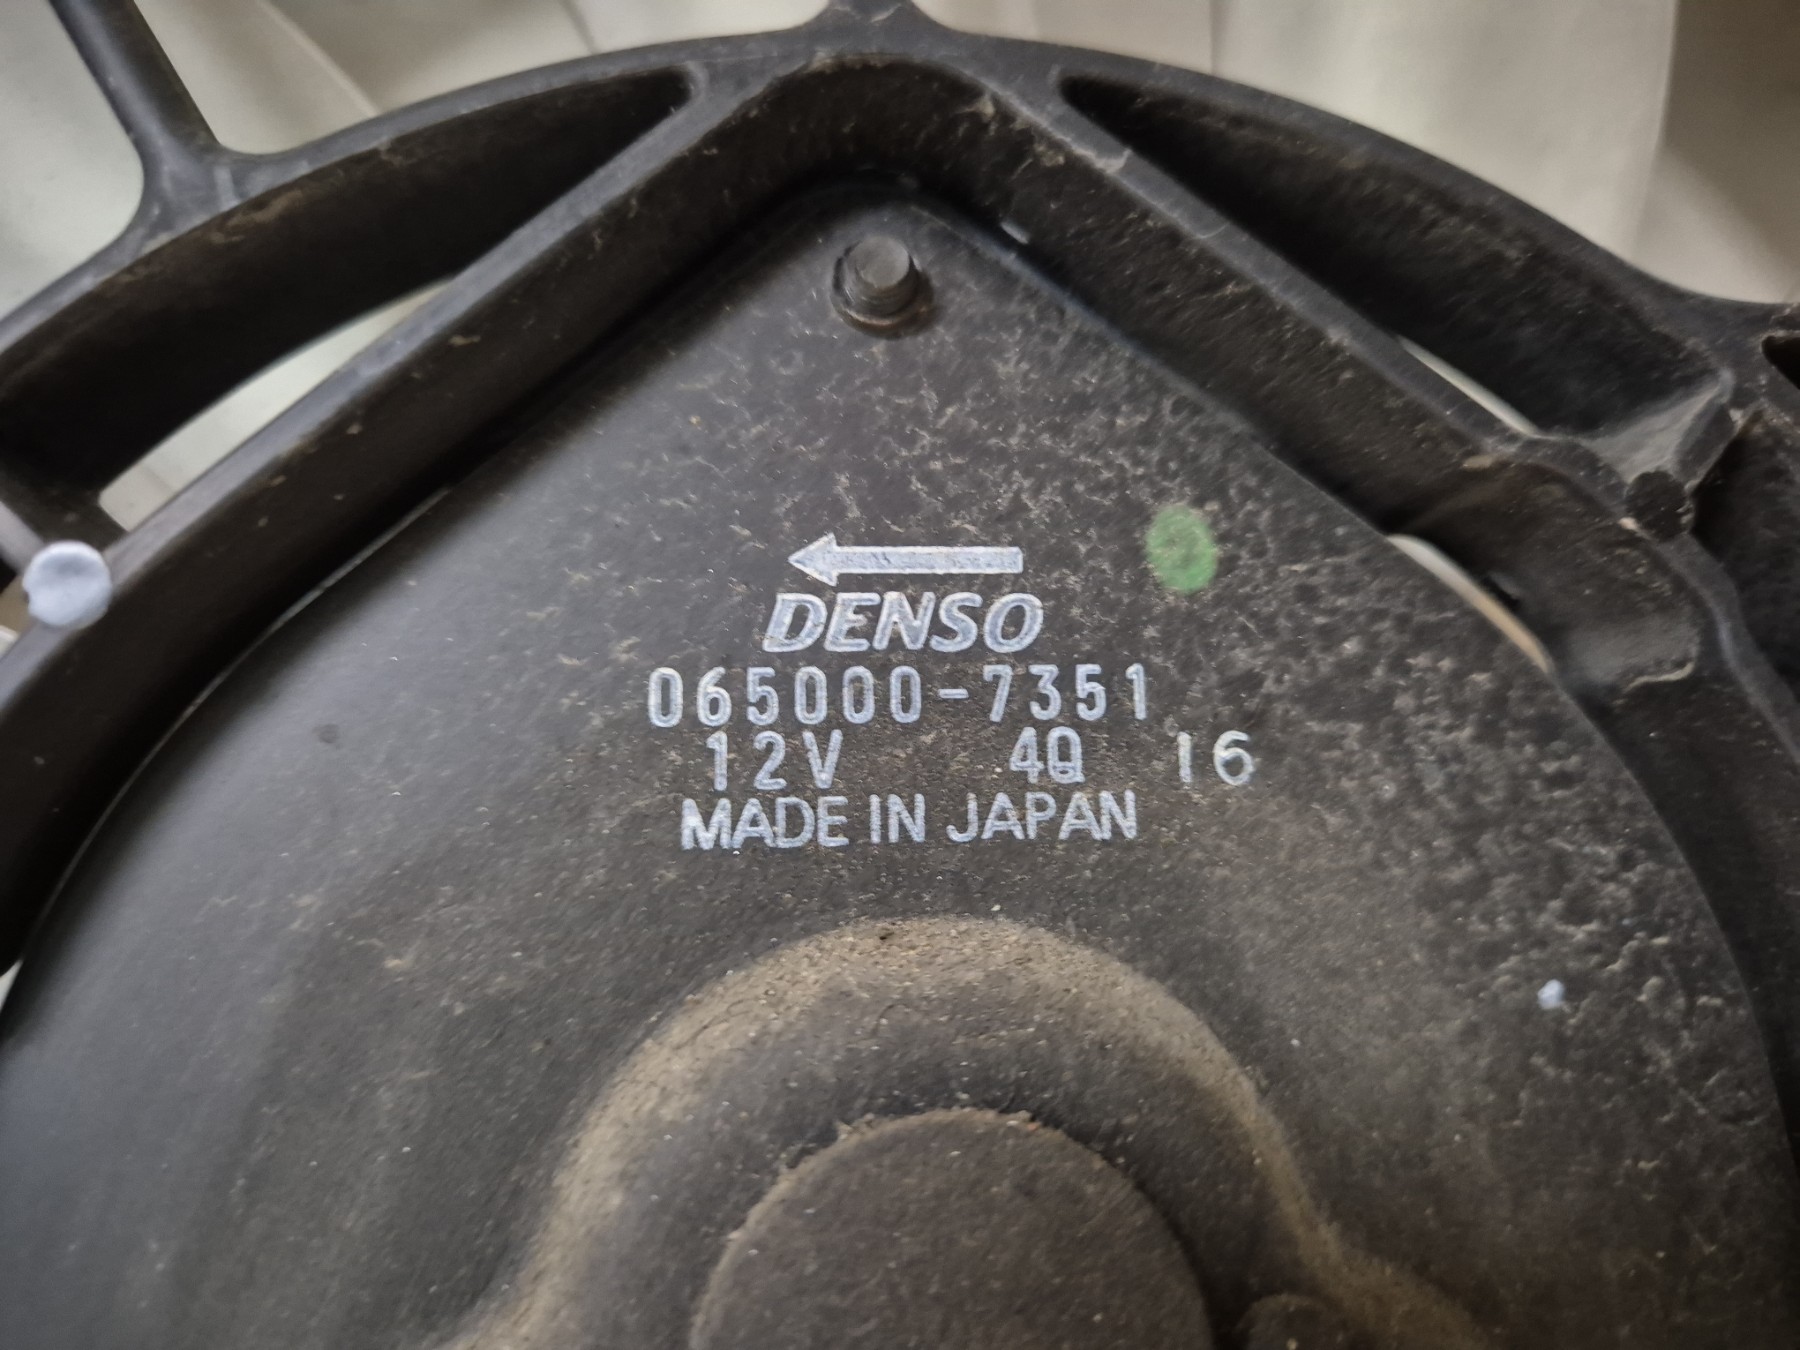 DENSO
065000-7351
12V 4Q 16
MADE IN JAPAN